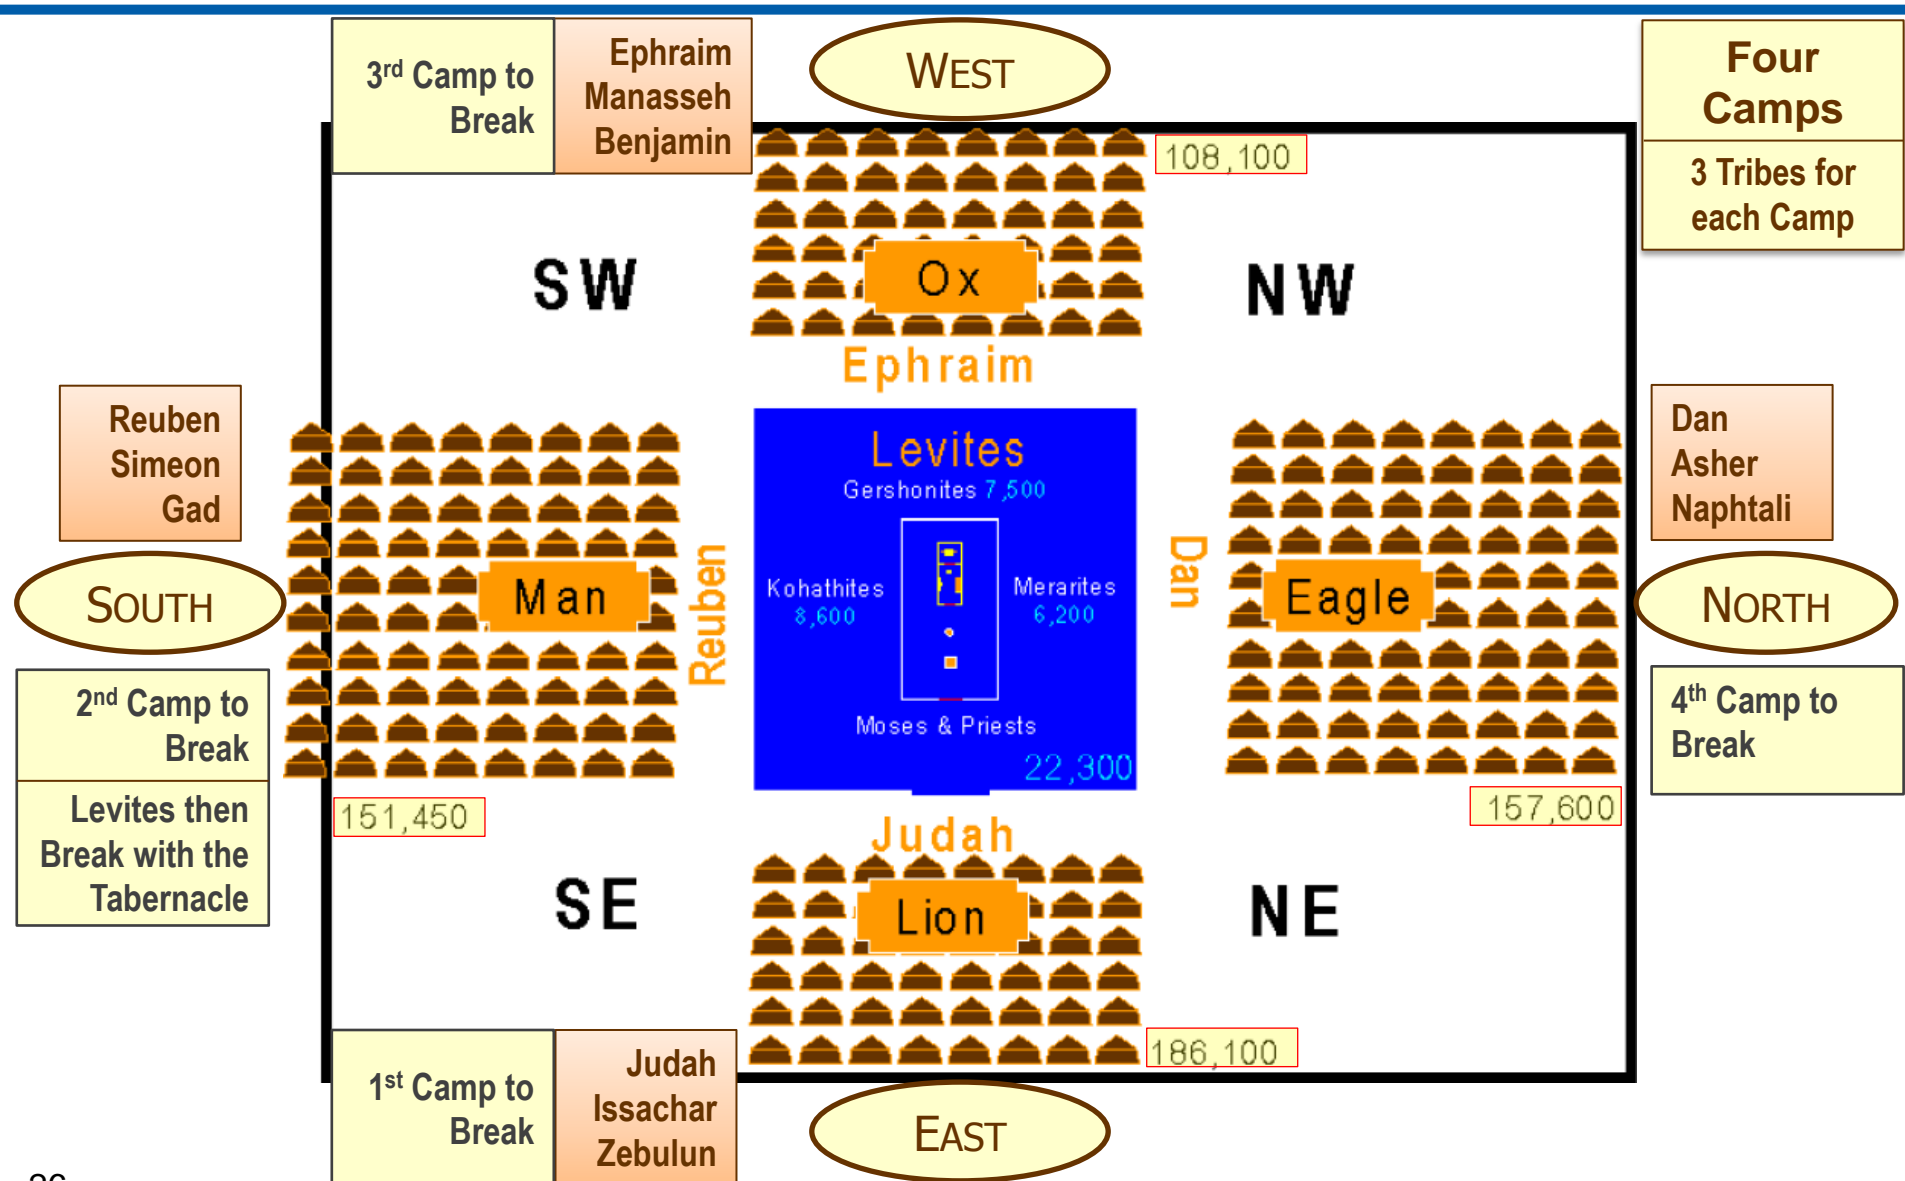 3rd Camp to
Break
Ephraim
Manasseh
Benjamin
WEST
Four
Camps
3 Tribes for
each Camp
108,100
SW
Ox
NW
Ephraim
Reuben
Simeon
Gad
SOUTH
2nd Camp to
Break
Levites then
Break with the
Tabernacle
Man
Reuben
151,450
Levites
Gershonites 7,500
Kohathites
8,600
Merarites
6,200
Moses & Priests
22,300
Dan
Eagle
157,600
Dan
Asher
Naphtali
NORTH
4th Camp to
Break
Judah
SE
Lion
NE
186,100
1st Camp to
Break
Judah
Issachar
Zebulun
EAST